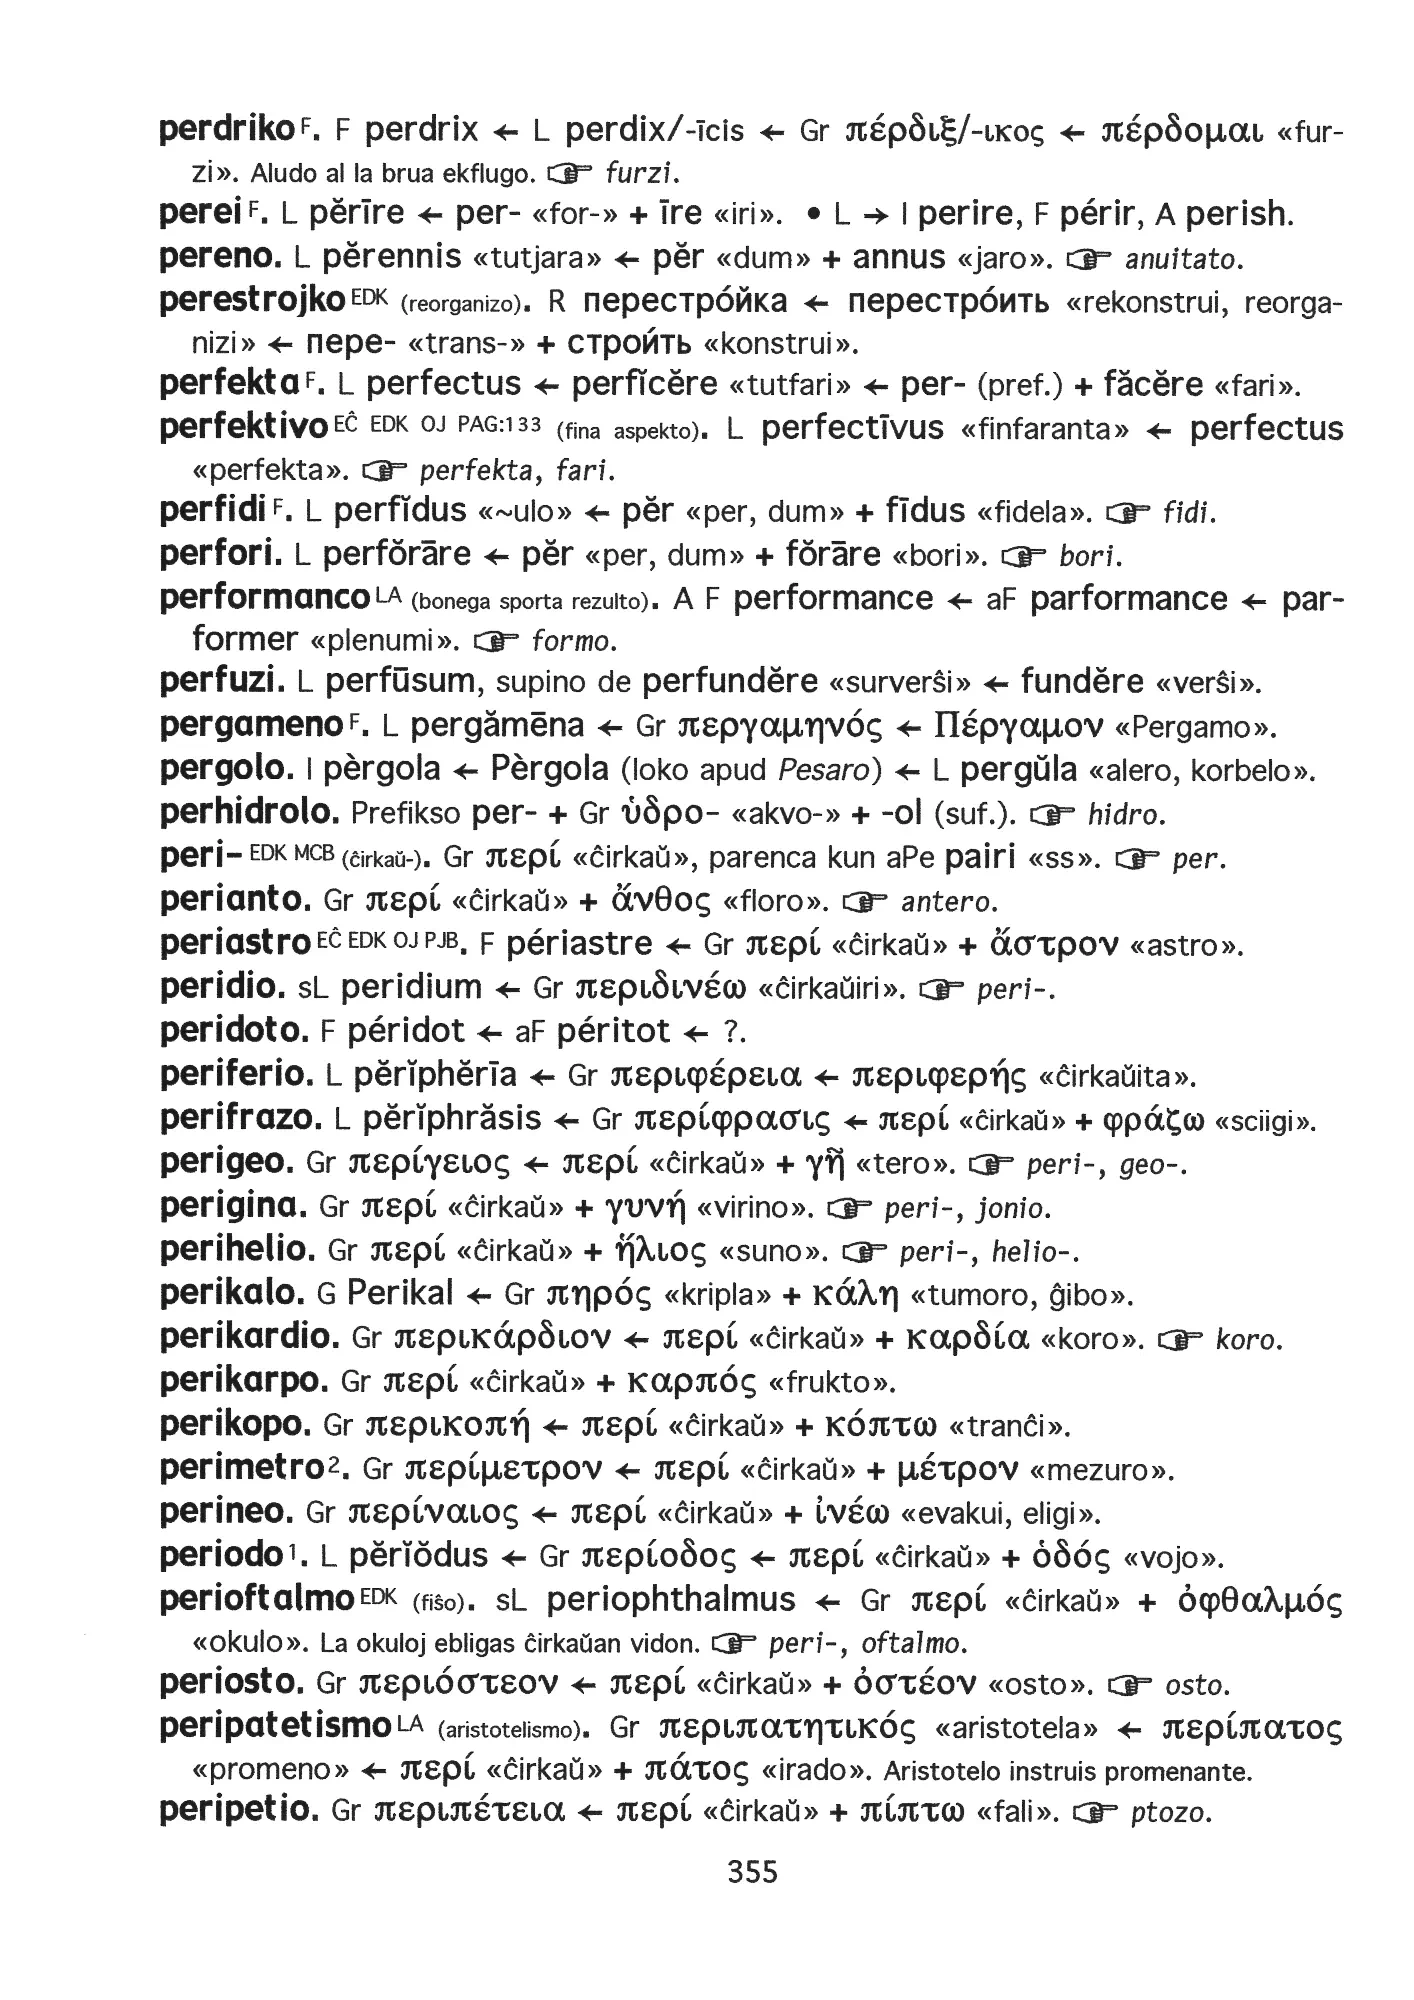 perdriko F. F perdrix ← L perdix/-īcis ← Gr πέρδιξ/-ικος ← πέρδομαι «fur-
zi». Aludo al la brua ekflugo. ☞ furzi.
perei F. L pĕrīre ← per- «for-» + īre «iri». • L → I perire, F périr, A perish.
pereno. L pĕrennis «tutjara» ← pĕr «dum» + annus «jaro». ☞ anuitato.
perestrojko EDK (reorganizo). R перестро́йка ← перестро́ить «rekonstrui, reorga-
nizi» ← пере- «trans-» + строи́ть «konstrui».
perfekta F. L perfectus ← perfĭcĕre «tutfari» ← per- (pref.) + făcĕre «fari».
perfektivo EĈ EDK OJ PAG:133 (fina aspekto). L perfectīvus «finfaranta» ← perfectus
«perfekta». ☞ perfekta, fari.
perfidi F. L perfĭdus «~ulo» ← pĕr «per, dum» + fīdus «fidela». ☞ fidi.
perfori. L perfŏrāre ← pĕr «per, dum» + fŏrāre «bori». ☞ bori.
performanco LA (bonega sporta rezulto). A F performance ← aF parformance ← par-
former «plenumi». ☞ formo.
perfuzi. L perfūsum, supino de perfundĕre «surverŝi» ← fundĕre «verŝi».
pergameno F. L pergămēna ← Gr περγαμηνός ← Πέργαμον «Pergamo».
pergolo. I pèrgola ← Pèrgola (loko apud Pesaro) ← L pergŭla «alero, korbelo».
perhidrolo. Prefikso per- + Gr ὑδρο- «akvo-» + -ol (suf.). ☞ hidro.
peri- EDK MCB (ĉirkaŭ-). Gr περί «ĉirkaŭ», parenca kun aPe pairi «ss». ☞ per.
perianto. Gr περί «ĉirkaŭ» + ἄνθος «floro». ☞ antero.
periastro EĈ EDK OJ PJB. F périastre ← Gr περί «ĉirkaŭ» + ἄστρον «astro».
peridio. sL peridium ← Gr περιδινέω «ĉirkaŭiri». ☞ peri-.
peridoto. F péridot ← aF péritot ← ?.
periferio. L pĕrĭphĕrīa ← Gr περιφέρεια ← περιφερής «ĉirkaŭita».
perifrazo. L pĕrĭphrăsis ← Gr περίφρασις ← περί «ĉirkaŭ» + φράζω «sciigi».
perigeo. Gr περίγειος ← περί «ĉirkaŭ» + γῆ «tero». ☞ peri-, geo-.
perigina. Gr περί «ĉirkaŭ» + γυνή «virino». ☞ peri-, jonio.
perihelio. Gr περί «ĉirkaŭ» + ἥλιος «suno». ☞ peri-, helio-.
perikalo. G Perikal ← Gr πηρός «kripla» + κάλη «tumoro, ĝibo».
perikardio. Gr περικάρδιον ← περί «ĉirkaŭ» + καρδία «koro». ☞ koro.
perikarpo. Gr περί «ĉirkaŭ» + καρπός «frukto».
perikopo. Gr περικοπή ← περί «ĉirkaŭ» + κόπτω «tranĉi».
perimetro 2. Gr περίμετρον ← περί «ĉirkaŭ» + μέτρον «mezuro».
perineo. Gr περίναιος ← περί «ĉirkaŭ» + ἰνέω «evakui, eligi».
periodo 1. L pĕrĭŏdus ← Gr περίοδος ← περί «ĉirkaŭ» + ὁδός «vojo».
perioftalmo EDK (fiŝo). sL periophthalmus ← Gr περί «ĉirkaŭ» + ὀφθαλμός
«okulo». La okuloj ebligas ĉirkaŭan vidon. ☞ peri-, oftalmo.
periosto. Gr περιόστεον ← περί «ĉirkaŭ» + ὀστέον «osto». ☞ osto.
peripatetismo LA (aristotelismo). Gr περιπατητικός «aristotela» ← περίπατος
«promeno» ← περί «ĉirkaŭ» + πάτος «irado». Aristotelo instruis promenante.
peripetio. Gr περιπέτεια ← περί «ĉirkaŭ» + πίπτω «fali». ☞ ptozo.
355